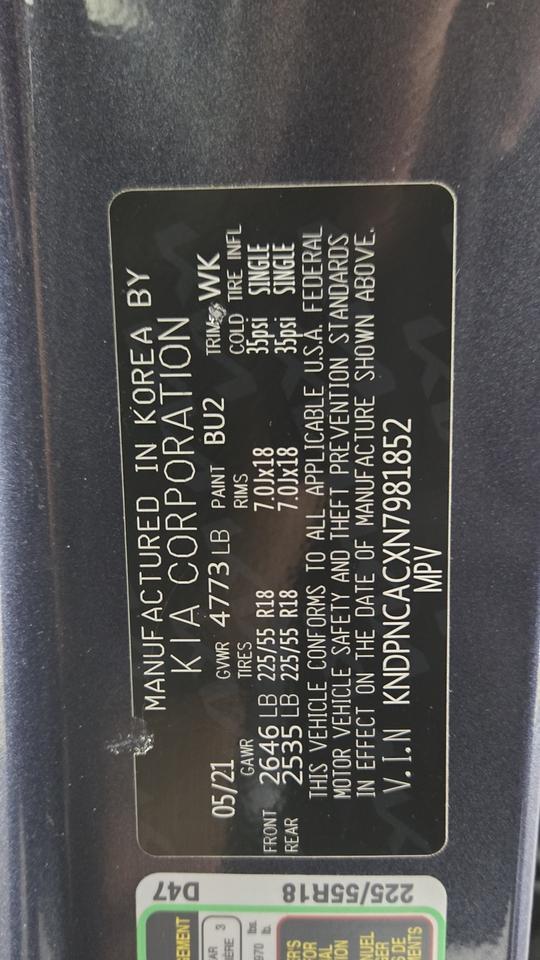 MANUFACTURED IN KOREA BY
KIA CORPORATION
05/21 GVWR 4773 LB PAINT BU2 TRIM WK
GAWR TIRES RIMS COLD TIRE INFL
FRONT 2646 LB 225/55 R18 7.0Jx18 35psi SINGLE
REAR 2535 LB 225/55 R18 7.0Jx18 35psi SINGLE
THIS VEHICLE CONFORMS TO ALL APPLICABLE U.S.A. FEDERAL
MOTOR VEHICLE SAFETY AND THEFT PREVENTION STANDARDS
IN EFFECT ON THE DATE OF MANUFACTURE SHOWN ABOVE.
V.I.N KNDPNCACXN7981852
MPV
225/55R18 D47